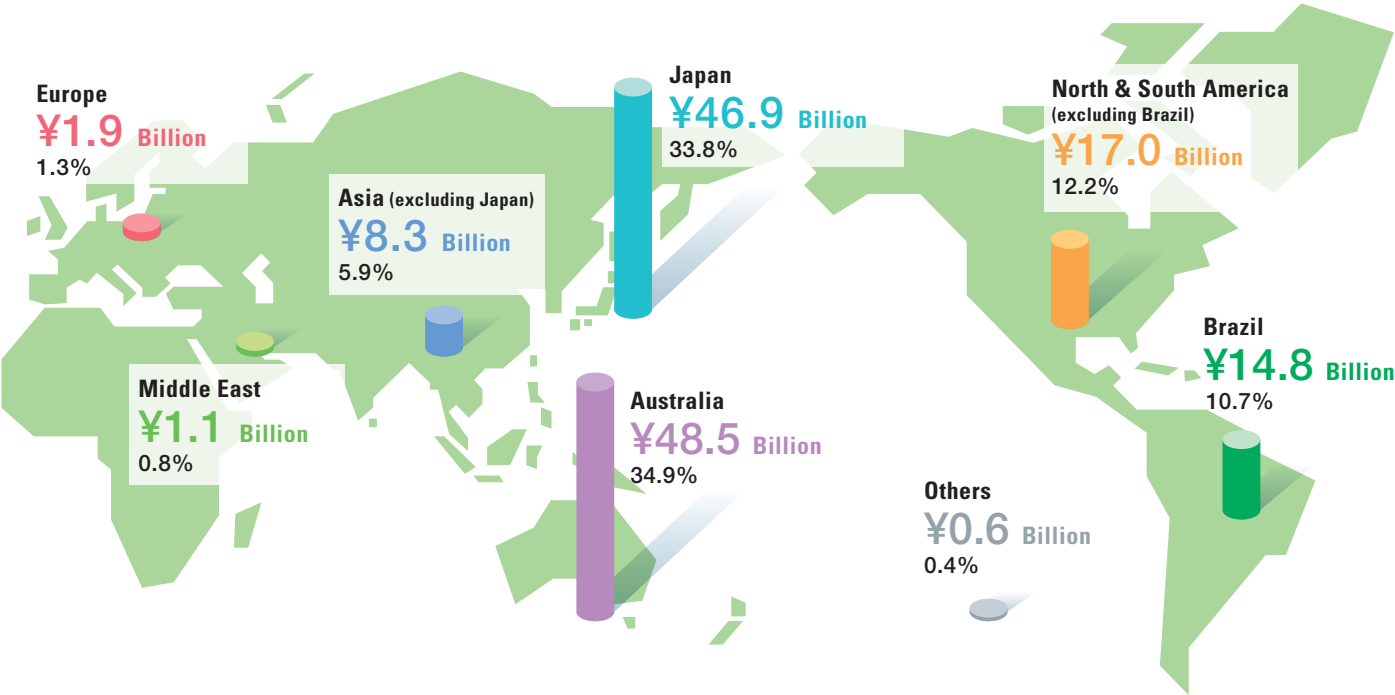 Europe
¥1.9 Billion
1.3%
Asia (excluding Japan)
¥8.3 Billion
5.9%
Middle East
¥1.1 Billion
0.8%
Japan
¥46.9 Billion
33.8%
Australia
¥48.5 Billion
34.9%
North & South America
(excluding Brazil)
¥17.0 Billion
12.2%
Brazil
¥14.8 Billion
10.7%
Others
¥0.6 Billion
0.4%